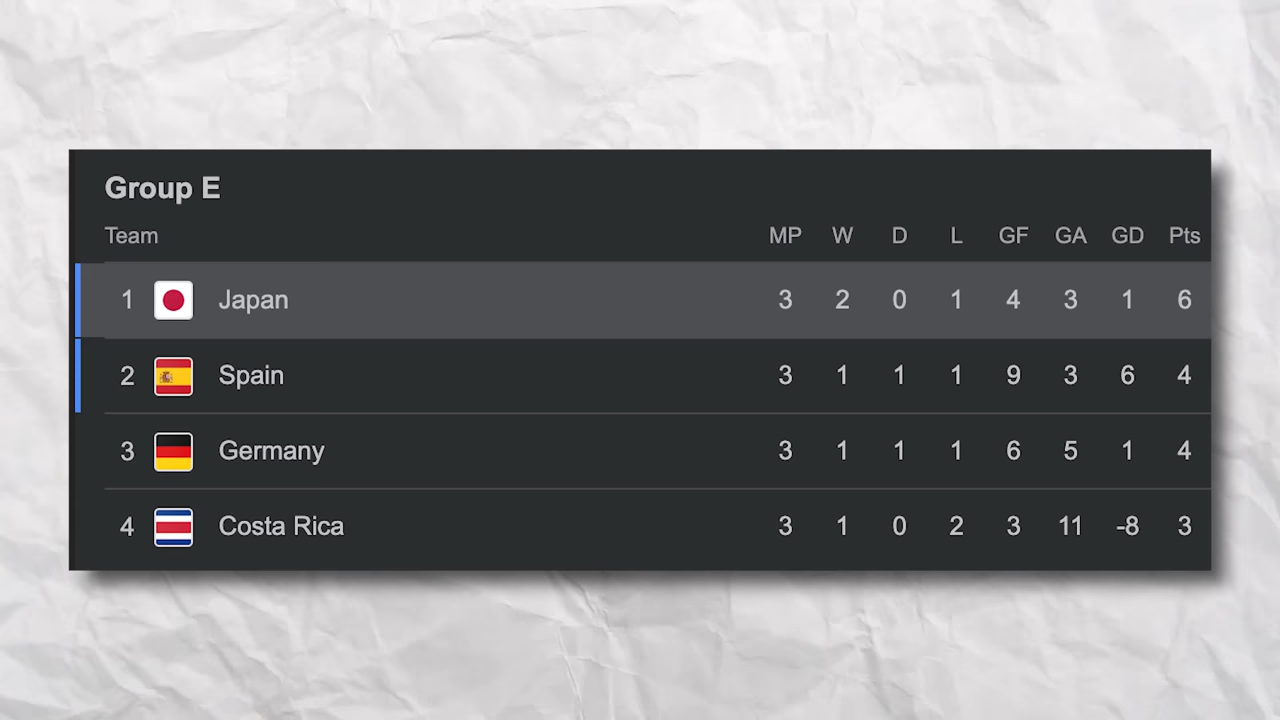 Group E
Team MP W D L GF GA GD Pts
1 Japan 3 2 0 1 4 3 1 6
2 Spain 3 1 1 1 9 3 6 4
3 Germany 3 1 1 1 6 5 1 4
4 Costa Rica 3 1 0 2 3 11 -8 3